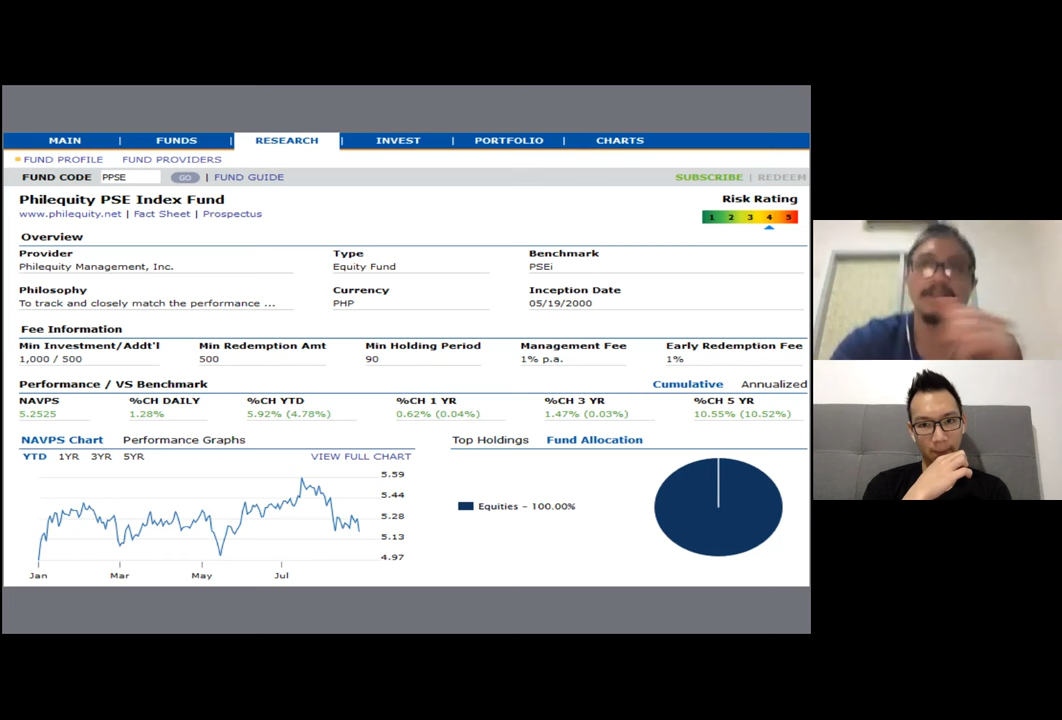 MAIN | FUNDS | RESEARCH | INVEST | PORTFOLIO | CHARTS
FUND PROFILE FUND PROVIDERS
FUND CODE PPSE GO | FUND GUIDE SUBSCRIBE | REDEEM
Philequity PSE Index Fund Risk Rating
www.philequity.net | Fact Sheet | Prospectus 1 2 3 4 5
Overview
Provider Type Benchmark
Philequity Management, Inc. Equity Fund PSEi
Philosophy Currency Inception Date
To track and closely match the performance ... PHP 05/19/2000
Fee Information
Min Investment/Addt'l Min Redemption Amt Min Holding Period Management Fee Early Redemption Fee
1,000 / 500 500 90 1% p.a. 1%
Performance / VS Benchmark Cumulative Annualized
NAVPS %CH DAILY %CH YTD %CH 1 YR %CH 3 YR %CH 5 YR
5.2525 1.28% 5.92% (4.78%) 0.62% (0.04%) 1.47% (0.03%) 10.55% (10.52%)
NAVPS Chart Performance Graphs Top Holdings Fund Allocation
YTD 1YR 3YR 5YR VIEW FULL CHART
5.59
5.44
5.28
5.13
4.97
Jan Mar May Jul
Equities - 100.00%